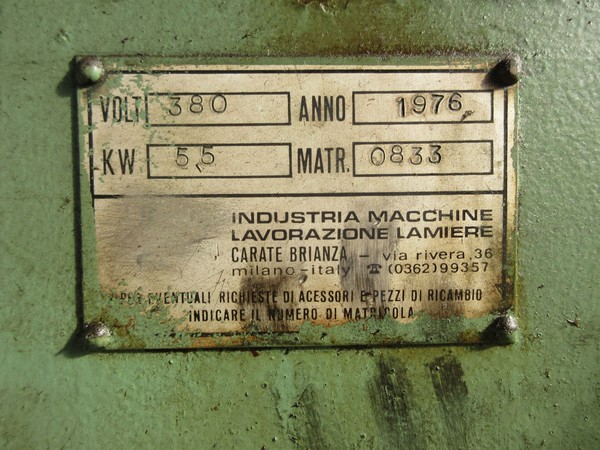 VOLT 380 ANNO 1976
KW 5,5 MATR. 0833
INDUSTRIA MACCHINE
LAVORAZIONE LAMIERE
CARATE BRIANZA - via rivera, 36
milano-italy ☎ (0362)99357
PER EVENTUALI RICHIESTE DI ACESSORI E PEZZI DI RICAMBIO
INDICARE IL NUMERO DI MATRICOLA